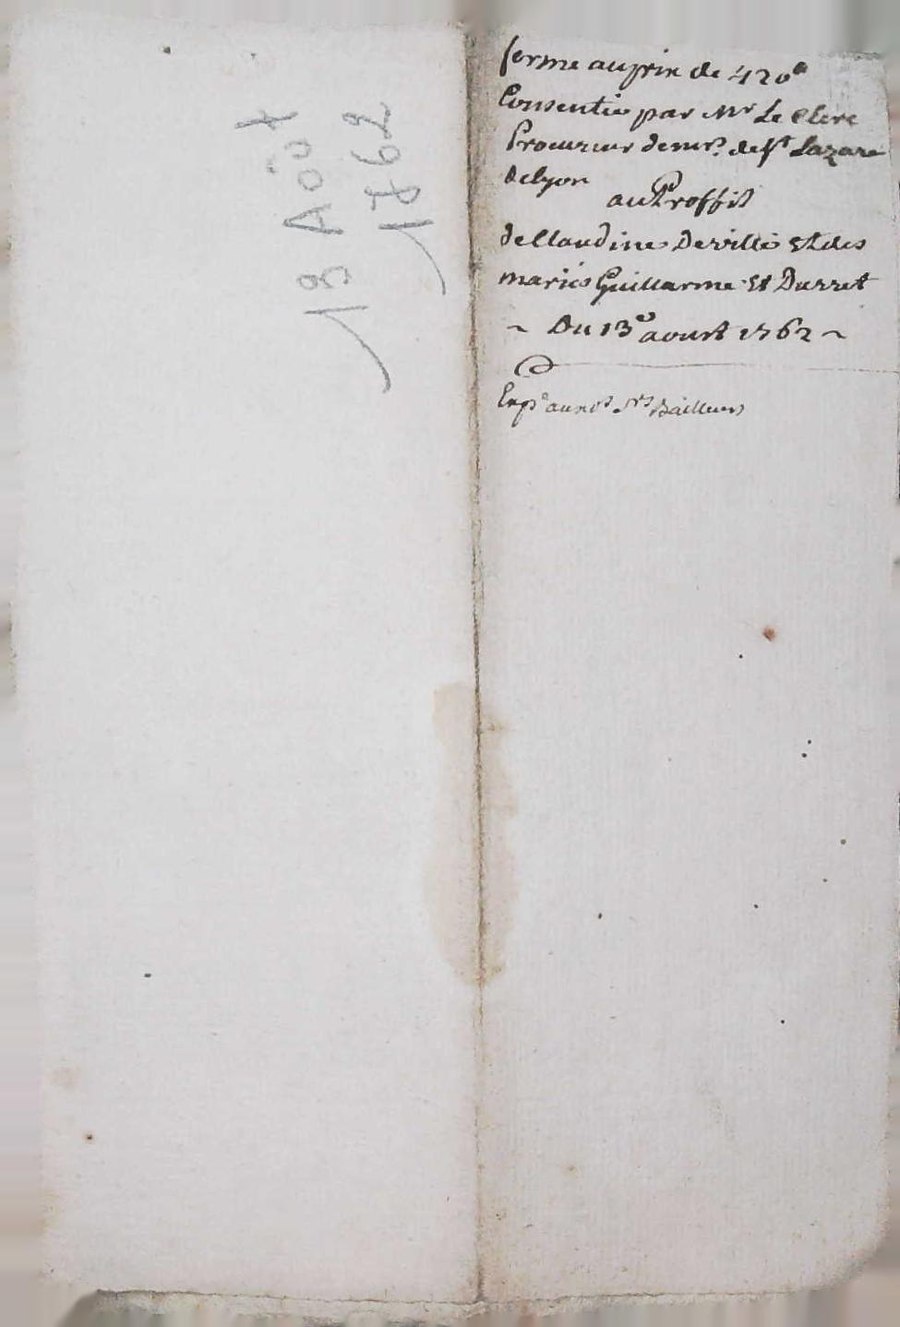 13 Août
1762
ferme au prix de 420#
Consentie par Mr Le Clerc
Procureur de mrs. de St Lazare
de Lyon
au Proffit
de Claudine Deville Et des
mariés Guillarme Et Durret
~ Du 13e aoust 1762 ~
Exp. Srs Bailleurs